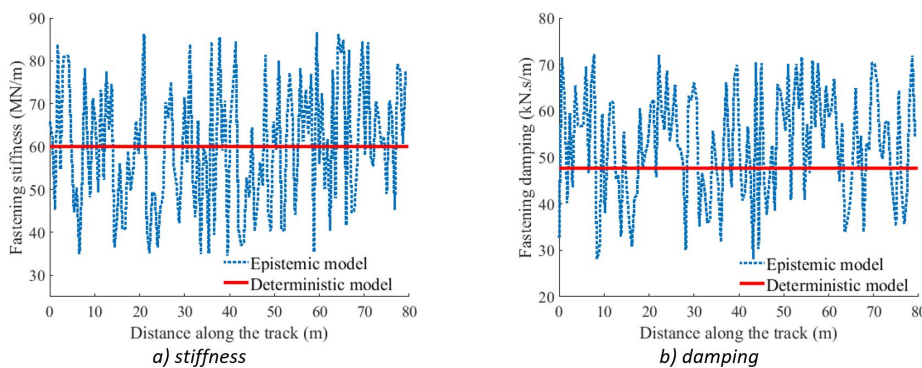 90
80
70
60
50
40
30
Fastening stiffness (MN/m)
Epistemic model
Deterministic model
0 10 20 30 40 50 60 70 80
Distance along the track (m)
a) stiffness
80
70
60
50
40
30
20
Fastening damping (kN.s/m)
Epistemic model
Deterministic model
0 10 20 30 40 50 60 70 80
Distance along the track (m)
b) damping